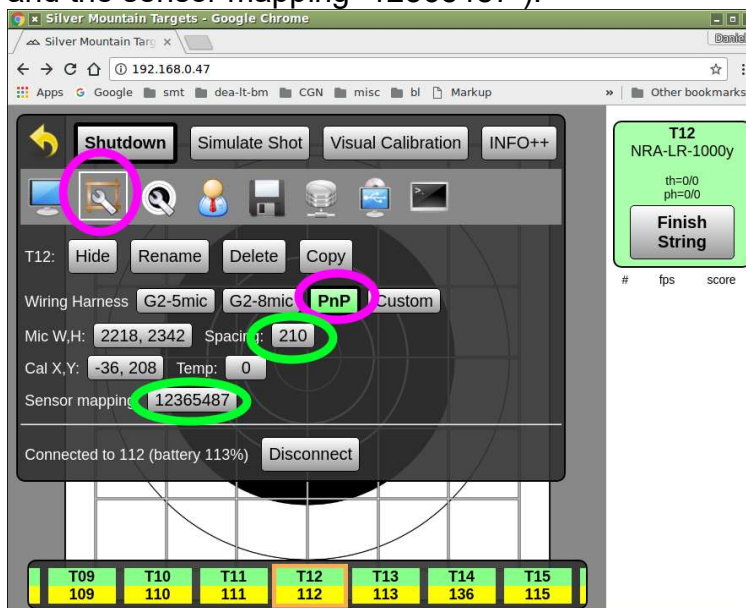 and the sensor mapping "12365487").
Silver Mountain Targets - Google Chrome
Silver Mountain Targ
Daniel
192.168.0.47
Apps Google smt dea-lt-bm CGN misc bl Markup » Other bookmarks
Shutdown Simulate Shot Visual Calibration INFO++
T12: Hide Rename Delete Copy
Wiring Harness G2-5mic G2-8mic PnP Custom
Mic W,H: 2218, 2342 Spacing: 210
Cal X,Y: -36, 208 Temp: 0
Sensor mapping: 12365487
Connected to 112 (battery 113%) Disconnect
T12
NRA-LR-1000y
th=0/0
ph=0/0
Finish
String
# fps score
T09 T10 T11 T12 T13 T14 T15
109 110 111 112 113 136 115